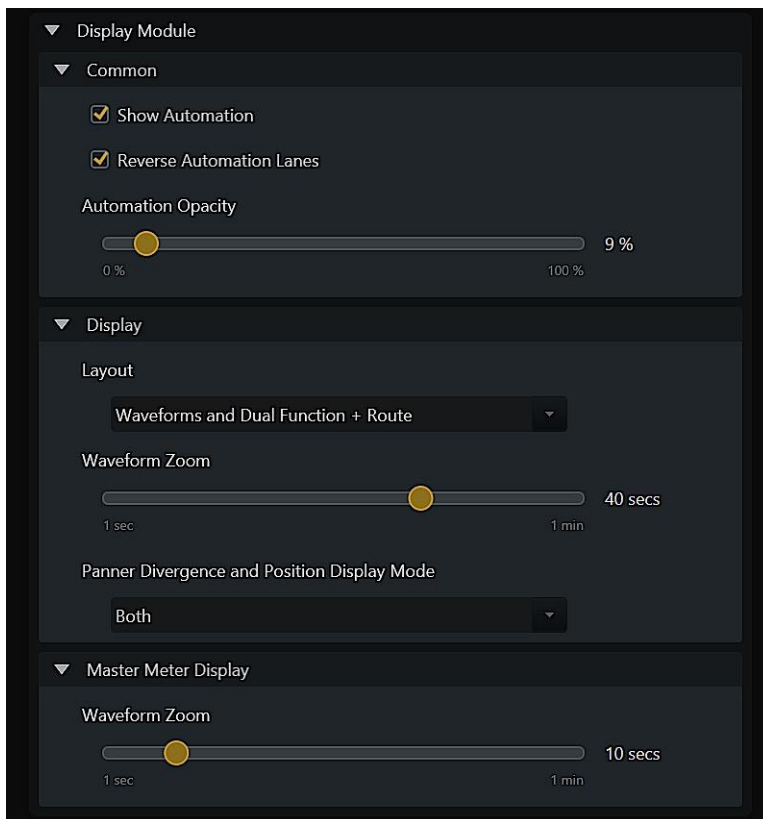 Display Module
Common
Show Automation
Reverse Automation Lanes
Automation Opacity
9 %
0 % 100 %
Display
Layout
Waveforms and Dual Function + Route
Waveform Zoom
40 secs
1 sec 1 min
Panner Divergence and Position Display Mode
Both
Master Meter Display
Waveform Zoom
10 secs
1 sec 1 min